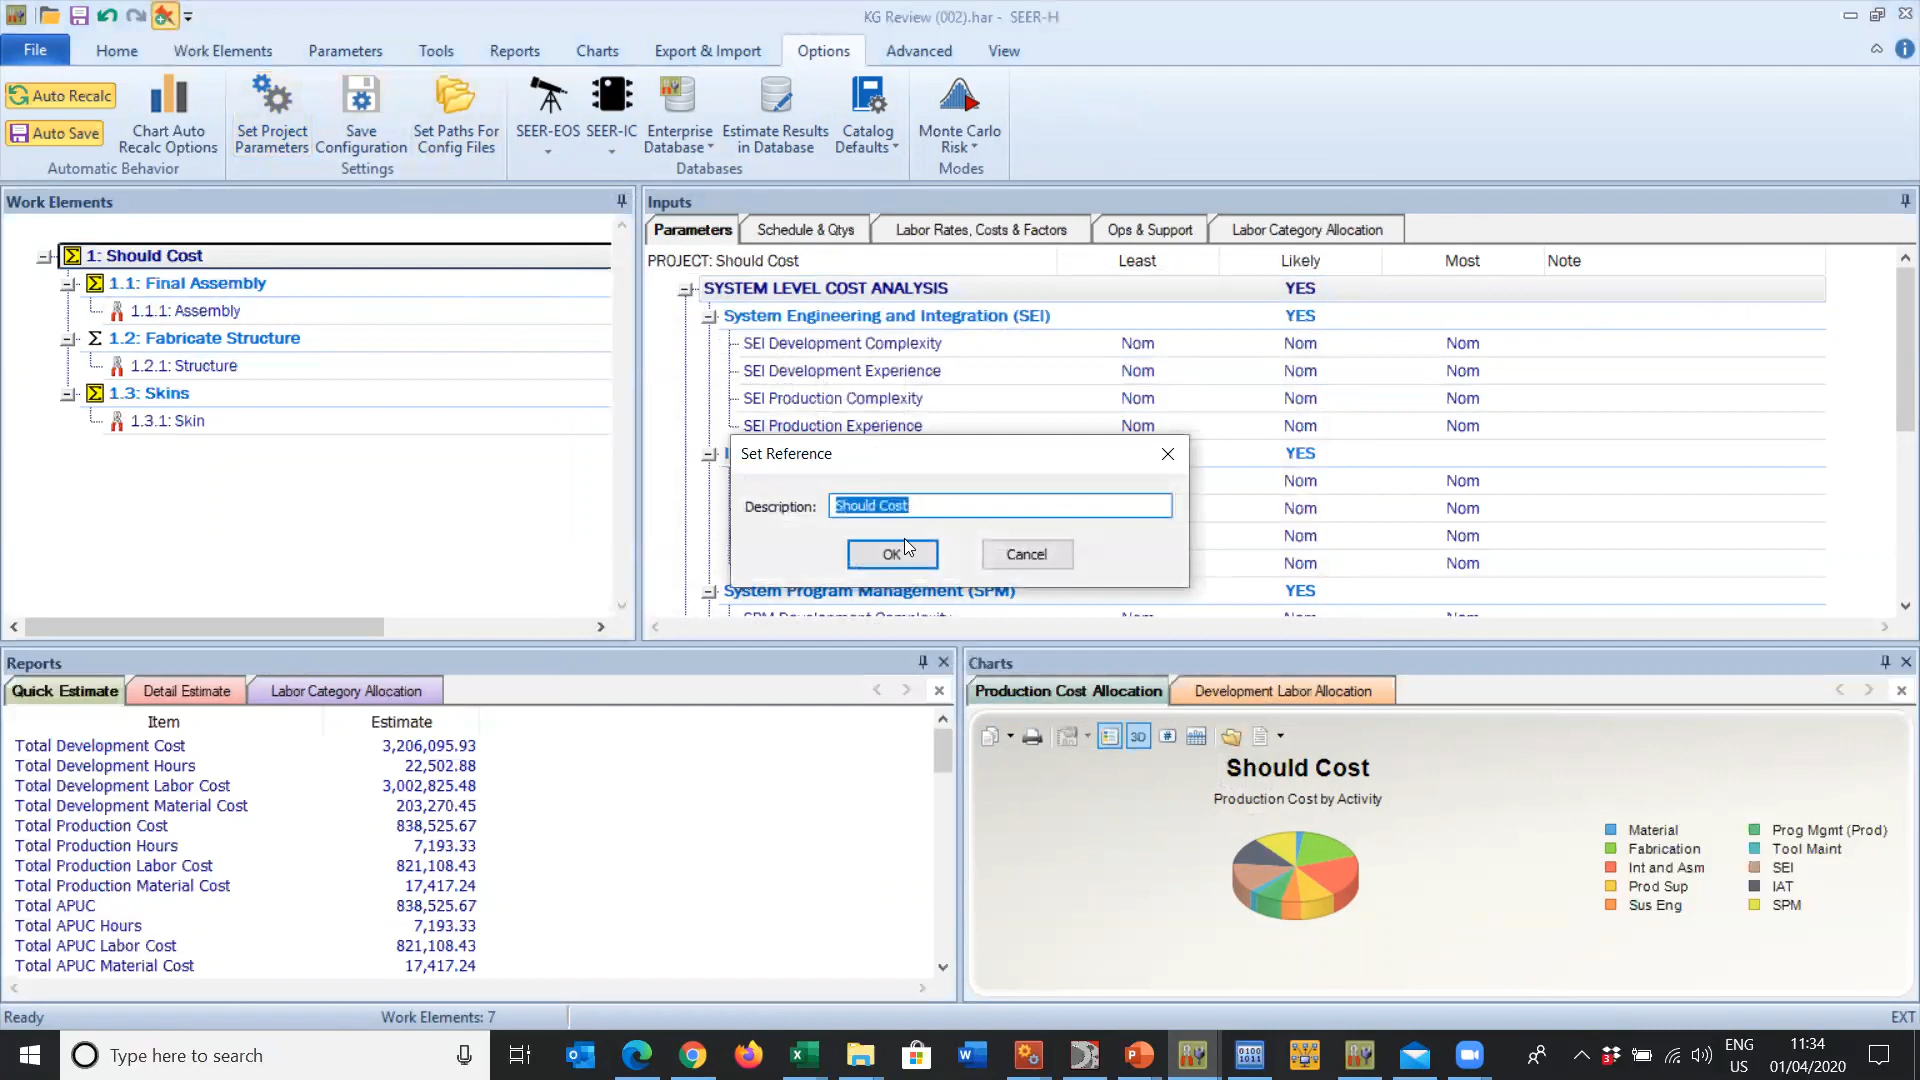 KG Review (002).har - SEER-H
File Home Work Elements Parameters Tools Reports Charts Export & Import Options Advanced View
Auto Recalc
Auto Save
Chart Auto Recalc Options
Automatic Behavior
Set Project Parameters
Save Configuration
Set Paths For Config Files
Settings
SEER-EOS
SEER-IC
Enterprise Database
Estimate Results in Database
Catalog Defaults
Databases
Monte Carlo Risk
Modes
Work Elements
1: Should Cost
1.1: Final Assembly
1.1.1: Assembly
1.2: Fabricate Structure
1.2.1: Structure
1.3: Skins
1.3.1: Skin
Inputs
Parameters Schedule & Qtys Labor Rates, Costs & Factors Ops & Support Labor Category Allocation
PROJECT: Should Cost Least Likely Most Note
SYSTEM LEVEL COST ANALYSIS YES
System Engineering and Integration (SEI) YES
SEI Development Complexity Nom Nom Nom
SEI Development Experience Nom Nom Nom
SEI Production Complexity Nom Nom Nom
SEI Production Experience Nom Nom Nom
YES
Nom Nom
Nom Nom
Nom Nom
Nom Nom
System Program Management (SPM) YES
Set Reference
Description: Should Cost
OK Cancel
Reports
Quick Estimate Detail Estimate Labor Category Allocation
Item Estimate
Total Development Cost 3,206,095.93
Total Development Hours 22,502.88
Total Development Labor Cost 3,002,825.48
Total Development Material Cost 203,270.45
Total Production Cost 838,525.67
Total Production Hours 7,193.33
Total Production Labor Cost 821,108.43
Total Production Material Cost 17,417.24
Total APUC 838,525.67
Total APUC Hours 7,193.33
Total APUC Labor Cost 821,108.43
Total APUC Material Cost 17,417.24
Charts
Production Cost Allocation Development Labor Allocation
3D #
Should Cost
Production Cost by Activity
Material Prog Mgmt (Prod)
Fabrication Tool Maint
Int and Asm SEI
Prod Sup IAT
Sus Eng SPM
Ready Work Elements: 7 EXT
Type here to search
ENG
US
11:34
01/04/2020